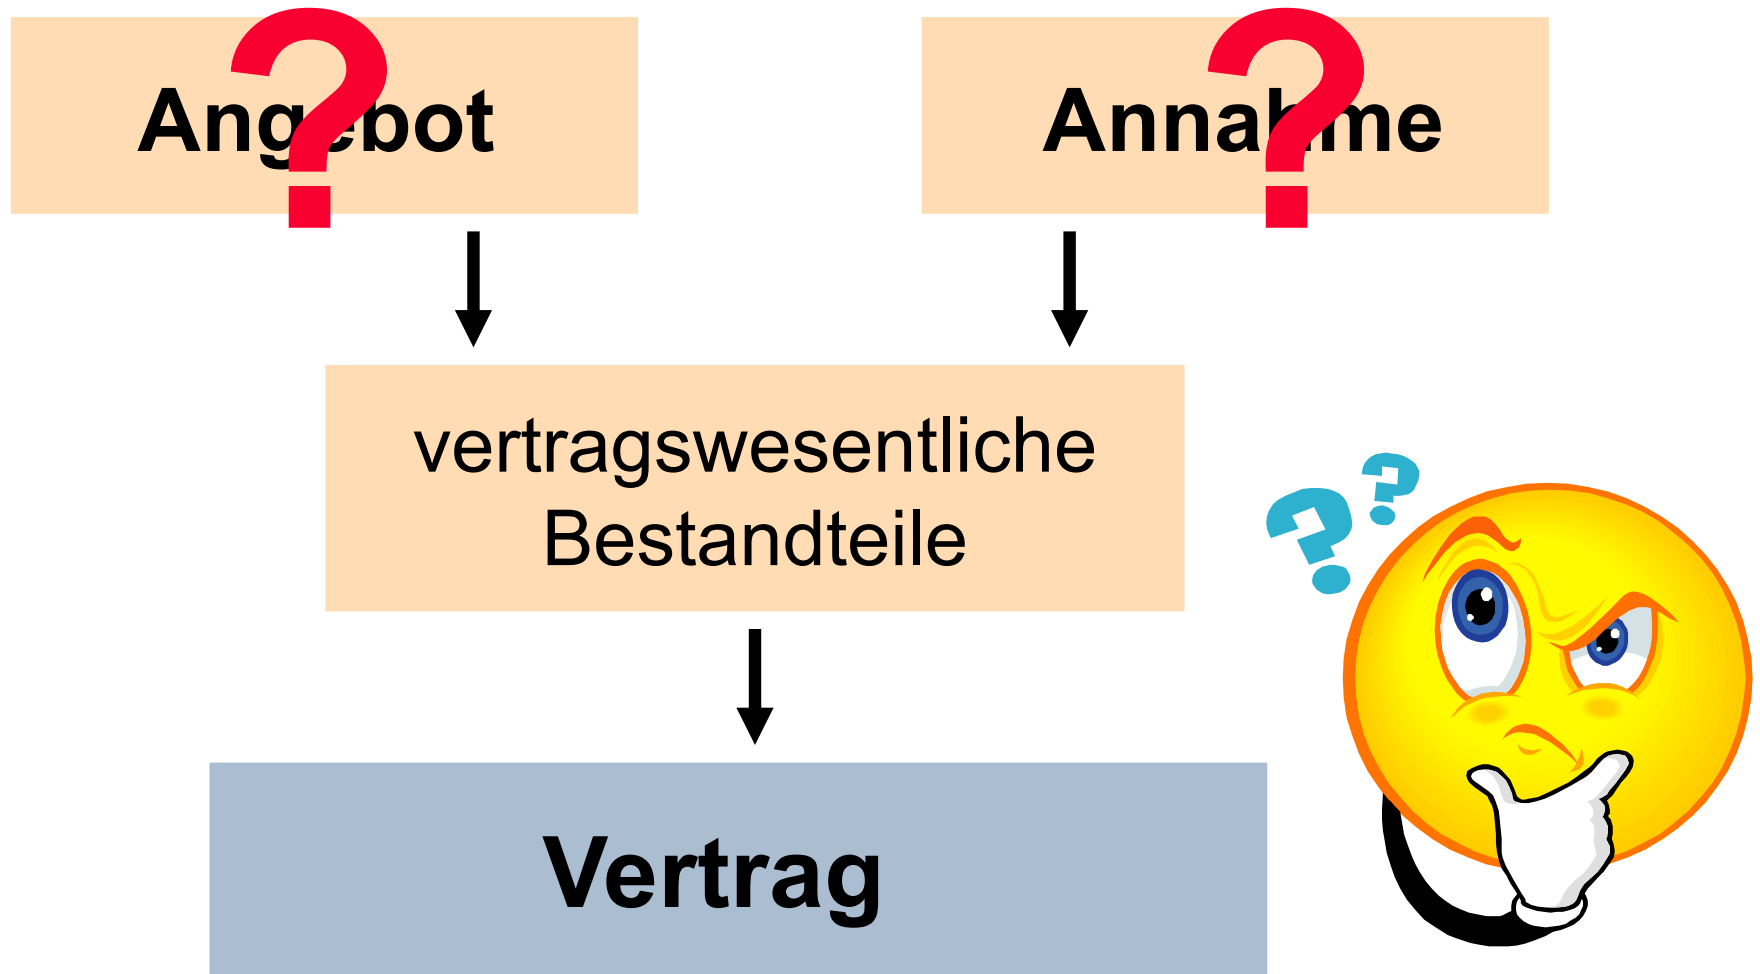 Angebot
Annahme
?
?
vertragswesentliche
Bestandteile
? ?
Vertrag